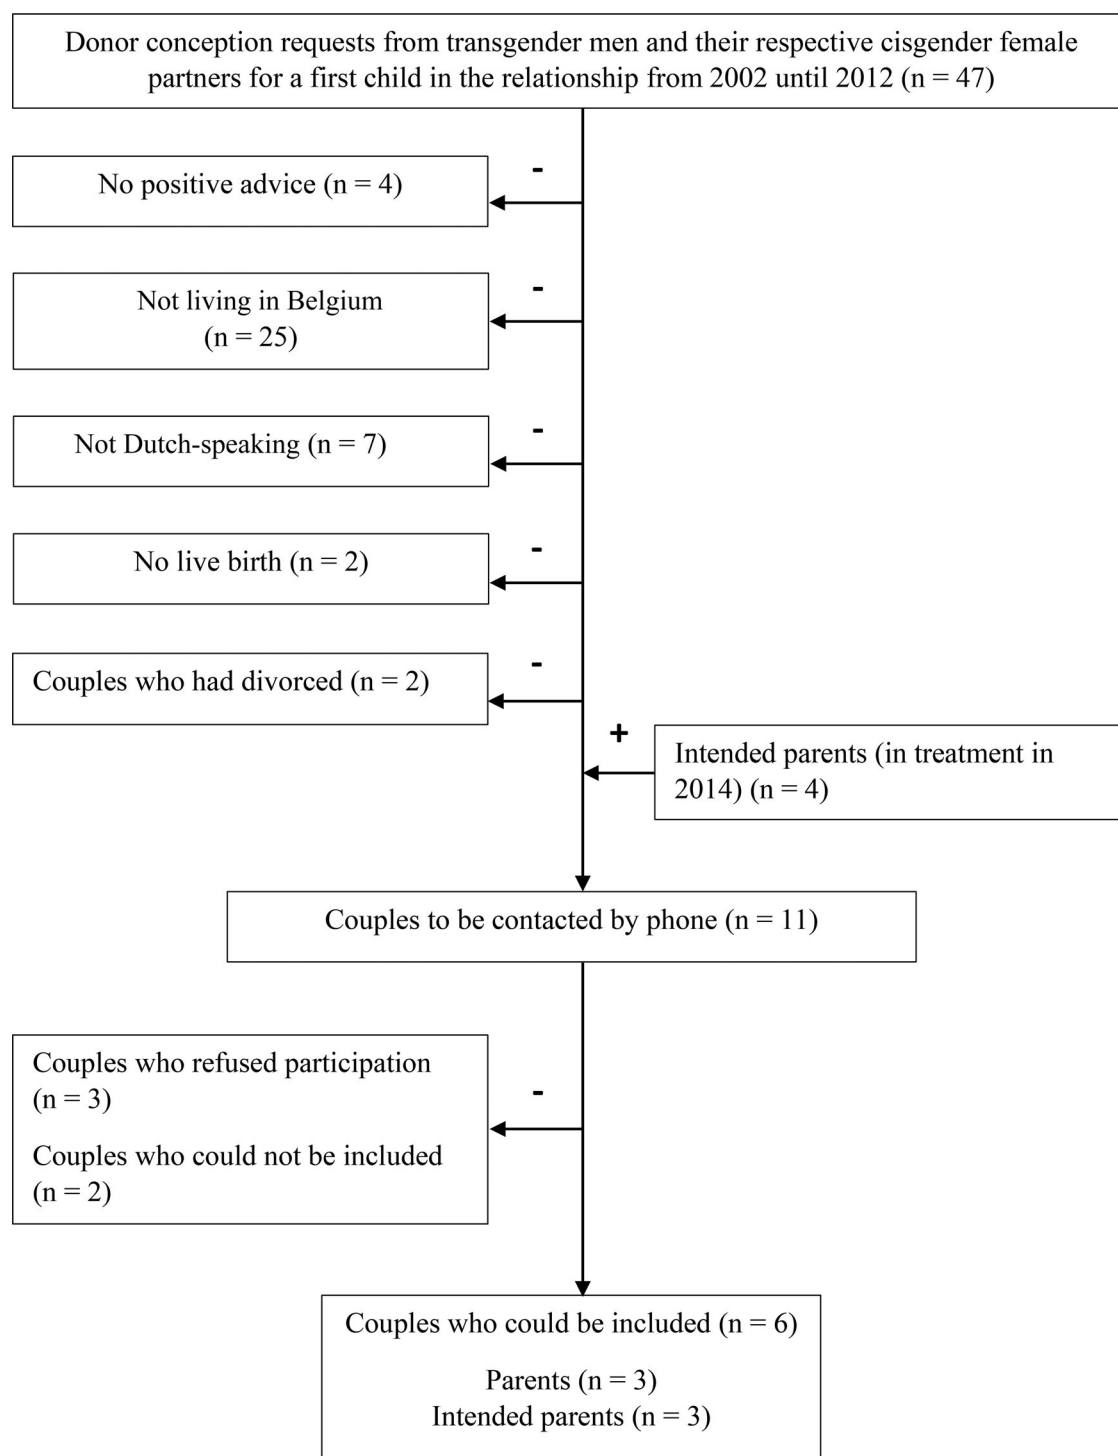 Donor conception requests from transgender men and their respective cisgender female
partners for a first child in the relationship from 2002 until 2012 (n = 47)
-
No positive advice (n = 4)
-
Not living in Belgium
(n = 25)
-
Not Dutch-speaking (n = 7)
-
No live birth (n = 2)
-
Couples who had divorced (n = 2)
+
Intended parents (in treatment in
2014) (n = 4)
Couples to be contacted by phone (n = 11)
Couples who refused participation
(n = 3)
-
Couples who could not be included
(n = 2)
Couples who could be included (n = 6)
Parents (n = 3)
Intended parents (n = 3)